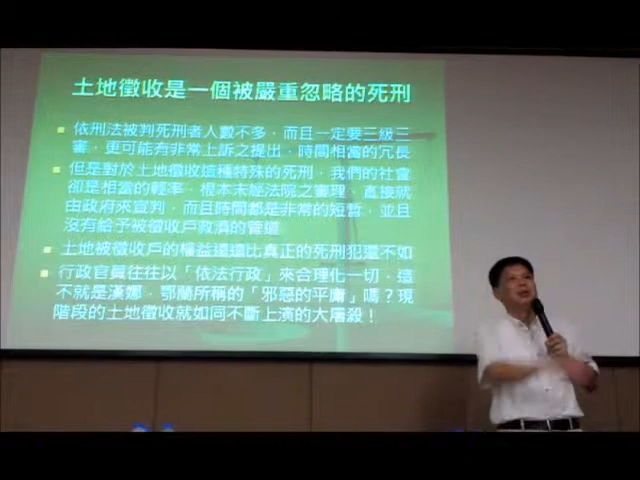 土地徵收是一個被嚴重忽略的死刑
依刑法被判死刑者人數不多，而且一定要三級三
審，更可能有非常上訴之提出，時間相當的冗長
但是對於土地徵收這種特殊的死刑，我們的社會
卻是相當的輕率，根本未經法院之審理，直接就
由政府來宣判，而且時間都是非常的短暫，並且
沒有給予被徵收戶救濟的管道
土地被徵收戶的權益遠遠比真正的死刑犯還不如
行政官員往往以「依法行政」來合理化一切，這
不就是漢娜．鄂蘭所稱的「邪惡的平庸」嗎？現
階段的土地徵收就如同不斷上演的大屠殺！